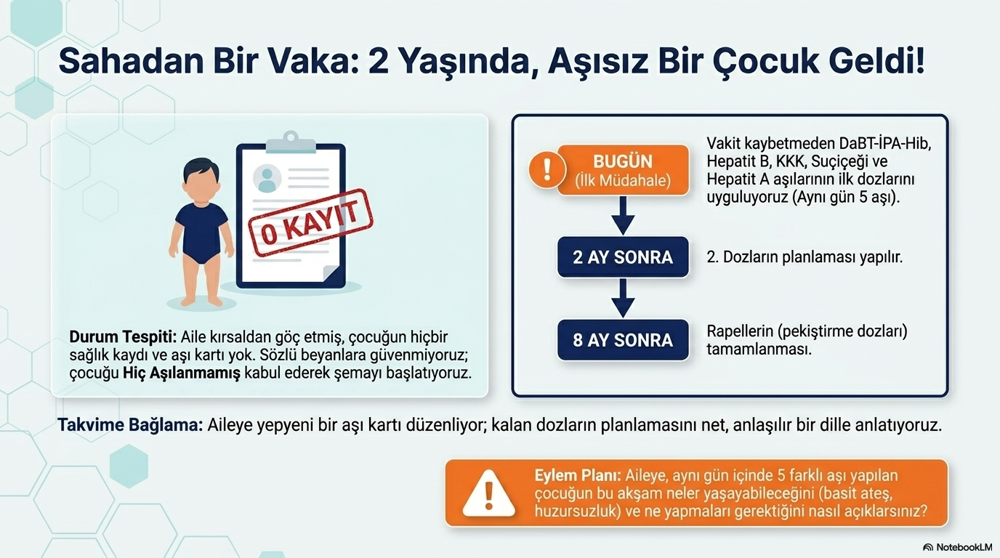 Sahadan Bir Vaka: 2 Yaşında, Aşısız Bir Çocuk Geldi!
0 KAYIT
Durum Tespiti: Aile kırsaldan göç etmiş, çocuğun hiçbir
sağlık kaydı ve aşı kartı yok. Sözlü beyanlara güvenmiyoruz;
çocuğu Hiç Aşılanmamış kabul ederek şemayı başlatıyoruz.
BUGÜN
(İlk Müdahale)
Vakit kaybetmeden DaBT-İPA-Hib,
Hepatit B, KKK, Suçiçeği ve
Hepatit A aşılarının ilk dozlarını
uyguluyoruz (Aynı gün 5 aşı).
2 AY SONRA
2. Dozların planlaması yapılır.
8 AY SONRA
Rapellerin (pekiştirme dozları)
tamamlanması.
Takvime Bağlama: Aileye yepyeni bir aşı kartı düzenliyor; kalan dozların planlamasını net, anlaşılır bir dille anlatıyoruz.
Eylem Planı: Aileye, aynı gün içinde 5 farklı aşı yapılan
çocuğun bu akşam neler yaşayabileceğini (basit ateş,
huzursuzluk) ve ne yapmaları gerektiğini nasıl açıklarsınız?
NotebookLM